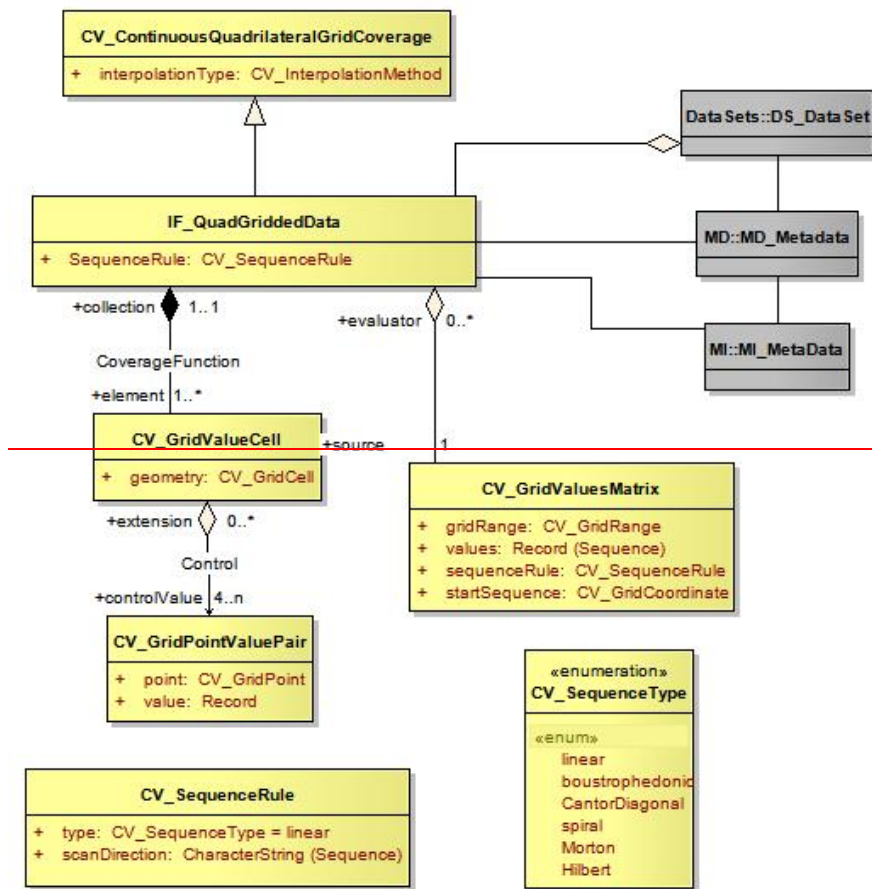 CV_ContinuousQuadrilateralGridCoverage
+ interpolationType: CV_InterpolationMethod
DataSets::DS_DataSet
IF_QuadGriddedData
+ SequenceRule: CV_SequenceRule
MD::MD_Metadata
+collection 1..1
+evaluator 0..*
MI::MI_MetaData
CoverageFunction
+element 1..*
CV_GridValueCell
+ geometry: CV_GridCell
+source 1
CV_GridValuesMatrix
+ gridRange: CV_GridRange
+ values: Record (Sequence)
+ sequenceRule: CV_SequenceRule
+ startSequence: CV_GridCoordinate
+extension 0..*
Control
+controlValue 4..n
CV_GridPointValuePair
+ point: CV_GridPoint
+ value: Record
«enumeration»
CV_SequenceType
«enum»
linear
boustrophedonic
CantorDiagonal
spiral
Morton
Hilbert
CV_SequenceRule
+ type: CV_SequenceType = linear
+ scanDirection: CharacterString (Sequence)